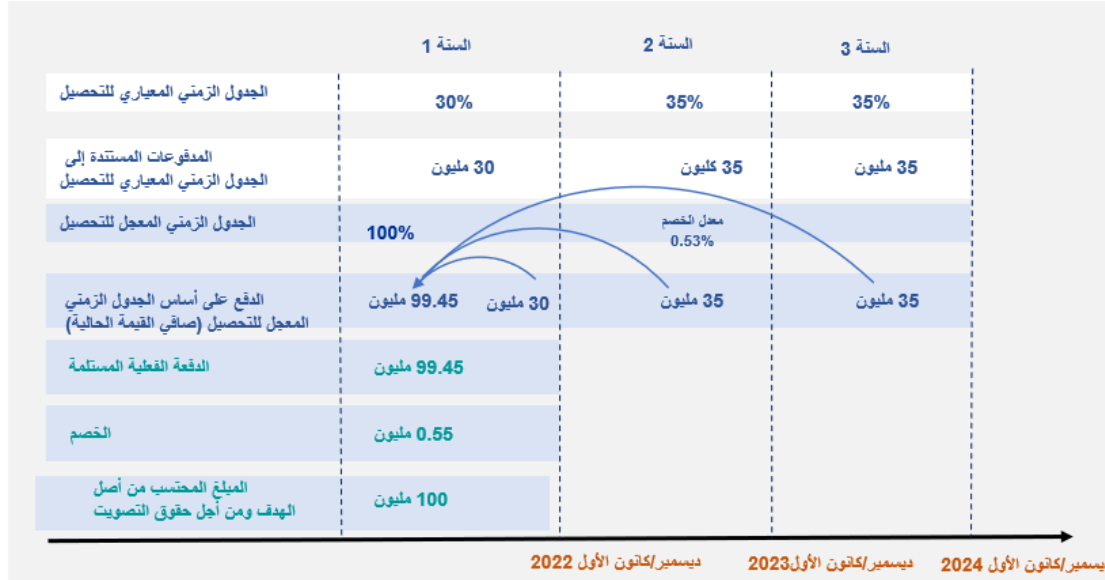 السنة 1
السنة 2
السنة 3
الجدول الزمني المعياري للتحصيل
30%
35%
35%
المدفوعات المستندة إلى
الجدول الزمني المعياري للتحصيل
30 مليون
35 كليون
35 مليون
الجدول الزمني المعجل للتحصيل
100%
معدل الخصم
0.53%
الدفع على أساس الجدول الزمني
المعجل للتحصيل (صافي القيمة الحالية)
99.45 مليون
30 مليون
35 مليون
35 مليون
الدفعة الفعلية المستلمة
99.45 مليون
الخصم
0.55 مليون
المبلغ المحتسب من أصل
الهدف ومن أجل حقوق التصويت
100 مليون
ديسمبر/كانون الأول 2022
ديسمبر/كانون الأول2023
ديسمبر/كانون الأول 2024